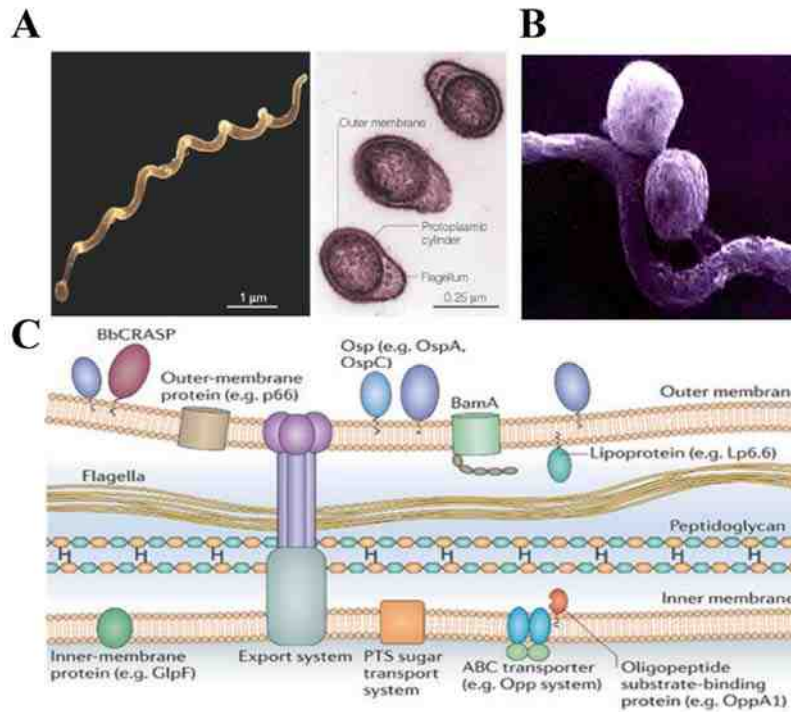 A
B
Outer membrane
Protoplasmic
cylinder
Flagellum
1 μm
0.25 μm
C
BbCRASP
Outer-membrane
protein (e.g. p66)
Osp (e.g. OspA,
OspC)
BamA
Outer membran
Lipoprotein (e.g. Lp6.6)
Flagella
Peptidoglycan
Inner membran
Inner-membrane
protein (e.g. GlpF)
Export system
PTS sugar
transport
system
ABC transporter
(e.g. Opp system)
Oligopeptide
substrate-binding
protein (e.g. OppA1)